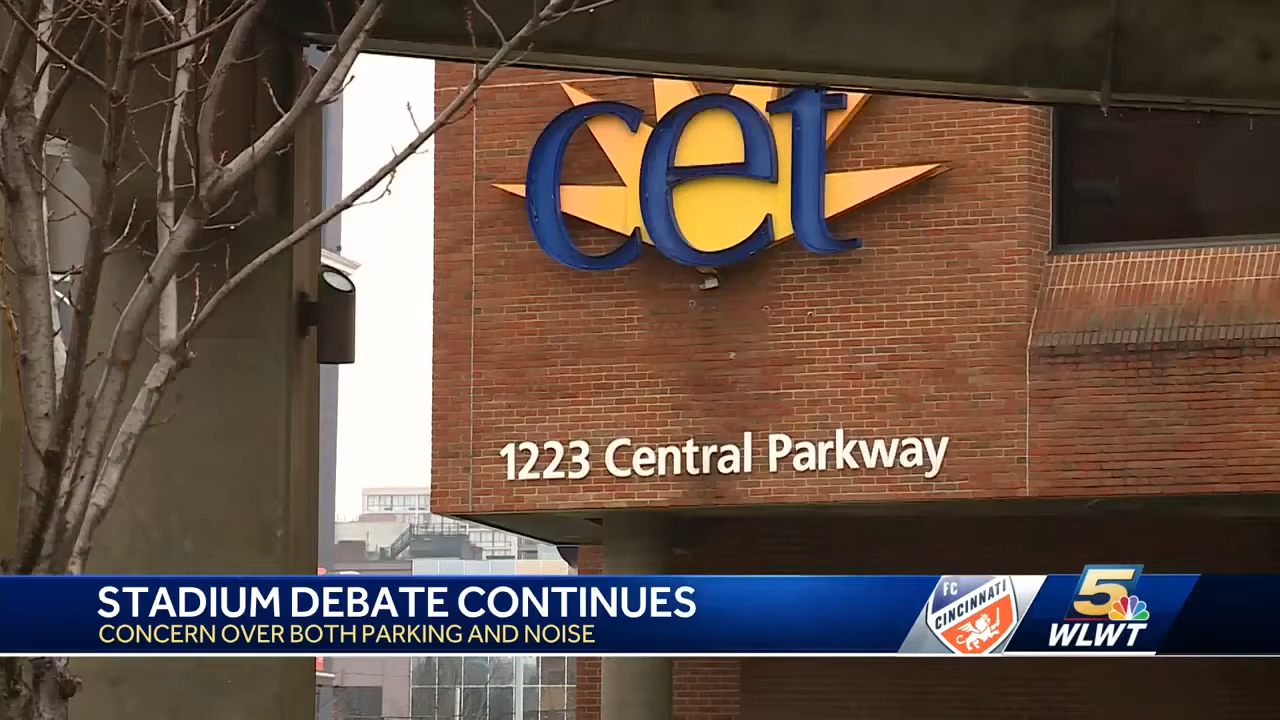 cet
1223 Central Parkway
STADIUM DEBATE CONTINUES
CONCERN OVER BOTH PARKING AND NOISE
FC
CINCINNATI
5
WLWT